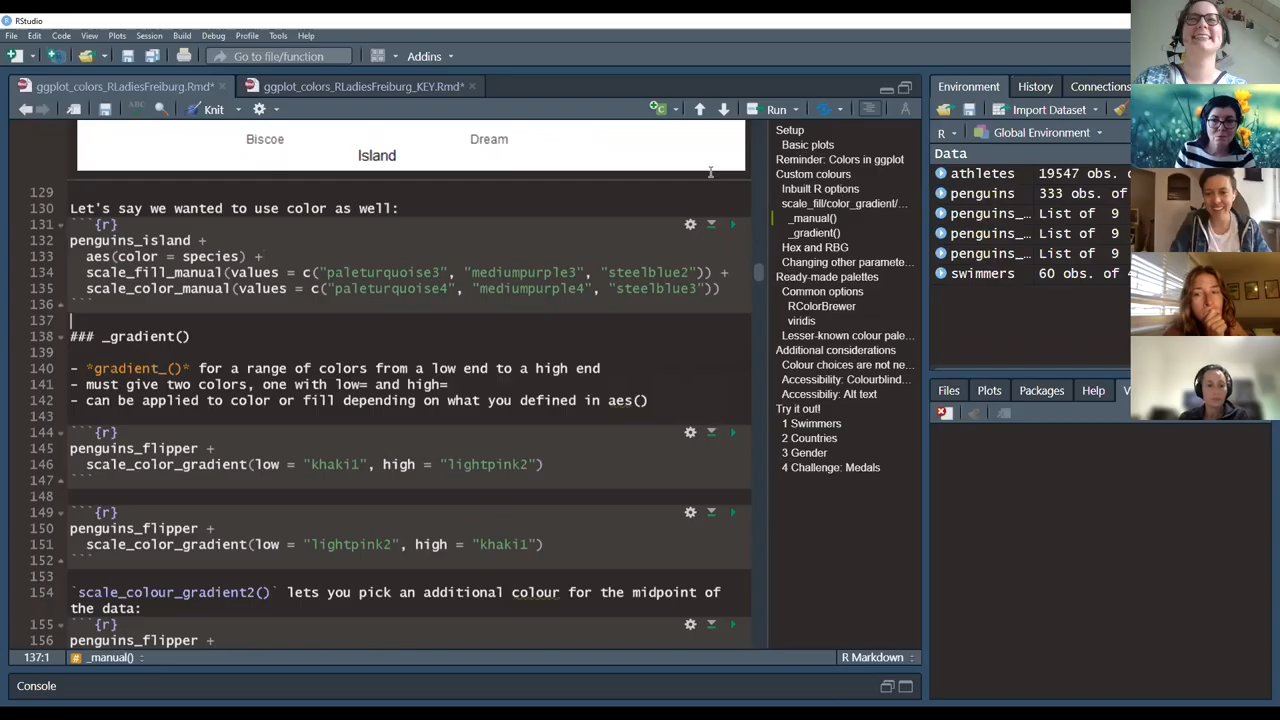 RStudio
File Edit Code View Plots Session Build Debug Profile Tools Help
Go to file/function Addins
ggplot_colors_RLadiesFreiburg.Rmd* ggplot_colors_RLadiesFreiburg_KEY.Rmd*
Knit Run
Biscoe Dream
Island
129
130 Let's say we wanted to use color as well:
131 ```{r}
132 penguins_island +
133 aes(color = species) +
134 scale_fill_manual(values = c("paleturquoise3", "mediumpurple3", "steelblue2")) +
135 scale_color_manual(values = c("paleturquoise4", "mediumpurple4", "steelblue3"))
136 ```
137
138 ### _gradient()
139
140 - *gradient_()* for a range of colors from a low end to a high end
141 - must give two colors, one with low= and high=
142 - can be applied to color or fill depending on what you defined in aes()
143
144 ```{r}
145 penguins_flipper +
146 scale_color_gradient(low = "khaki1", high = "lightpink2")
147 ```
148
149 ```{r}
150 penguins_flipper +
151 scale_color_gradient(low = "lightpink2", high = "khaki1")
152 ```
153
154 `scale_colour_gradient2()` lets you pick an additional colour for the midpoint of
the data:
155 ```{r}
156 penguins_flipper +
137:1 # _manual() R Markdown
Console
Setup
Basic plots
Reminder: Colors in ggplot
Custom colours
Inbuilt R options
scale_fill/color_gradient/...
_manual()
_gradient()
Hex and RBG
Changing other paramete...
Ready-made palettes
Common options
RColorBrewer
viridis
Lesser-known colour pale...
Additional considerations
Colour choices are not ne...
Accessibility: Colourblind...
Accessibiliy: Alt text
Try it out!
1 Swimmers
2 Countries
3 Gender
4 Challenge: Medals
Environment History Connections
Import Dataset
R Global Environment
Data
athletes 19547 obs. of
penguins 333 obs. of
penguins_… List of 9
penguins_… List of 9
penguins_… List of 9
swimmers 60 obs. of 4
Files Plots Packages Help